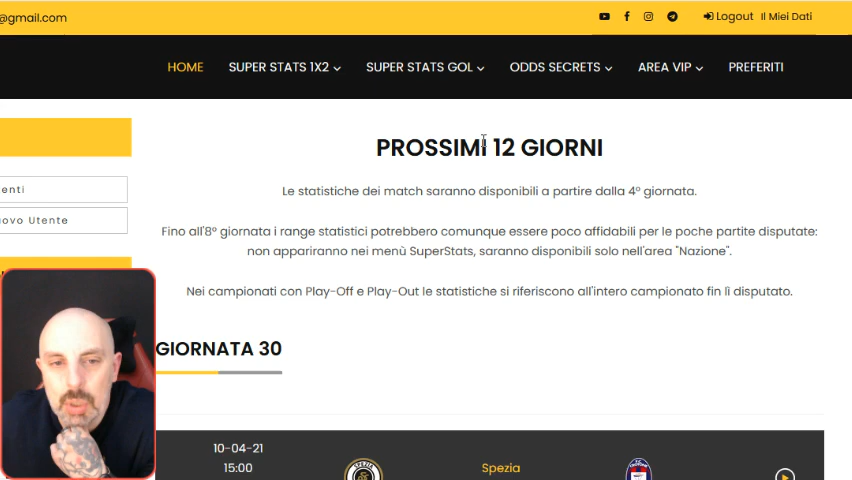 @gmail.com
Logout Il Miei Dati
HOME SUPER STATS 1X2 SUPER STATS GOL ODDS SECRETS AREA VIP PREFERITI
PROSSIMI 12 GIORNI
Le statistiche dei match saranno disponibili a partire dalla 4° giornata.
enti
Fino all'8° giornata i range statistici potrebbero comunque essere poco affidabili per le poche partite disputate:
uovo Utente
non appariranno nei menù SuperStats, saranno disponibili solo nell'area "Nazione".
Nei campionati con Play-Off e Play-Out le statistiche si riferiscono all'intero campionato fin lì disputato.
GIORNATA 30
10-04-21
15:00
SPEZIA
Spezia